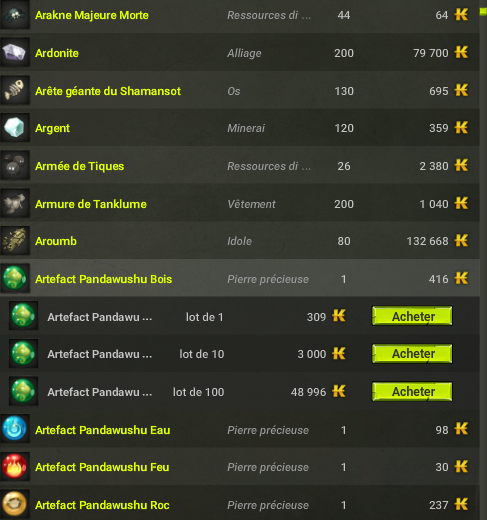 Arakne Majeure Morte Ressources di ... 44 64
Ardonite Alliage 200 79 700
Arête géante du Shamansot Os 130 695
Argent Minerai 120 359
Armée de Tiques Ressources di ... 26 2 380
Armure de Tanklume Vêtement 200 1 040
Aroumb Idole 80 132 668
Artefact Pandawushu Bois Pierre précieuse 1 416
Artefact Pandawu ... lot de 1 309 Acheter
Artefact Pandawu ... lot de 10 3 000 Acheter
Artefact Pandawu ... lot de 100 48 996 Acheter
Artefact Pandawushu Eau Pierre précieuse 1 98
Artefact Pandawushu Feu Pierre précieuse 1 30
Artefact Pandawushu Roc Pierre précieuse 1 237